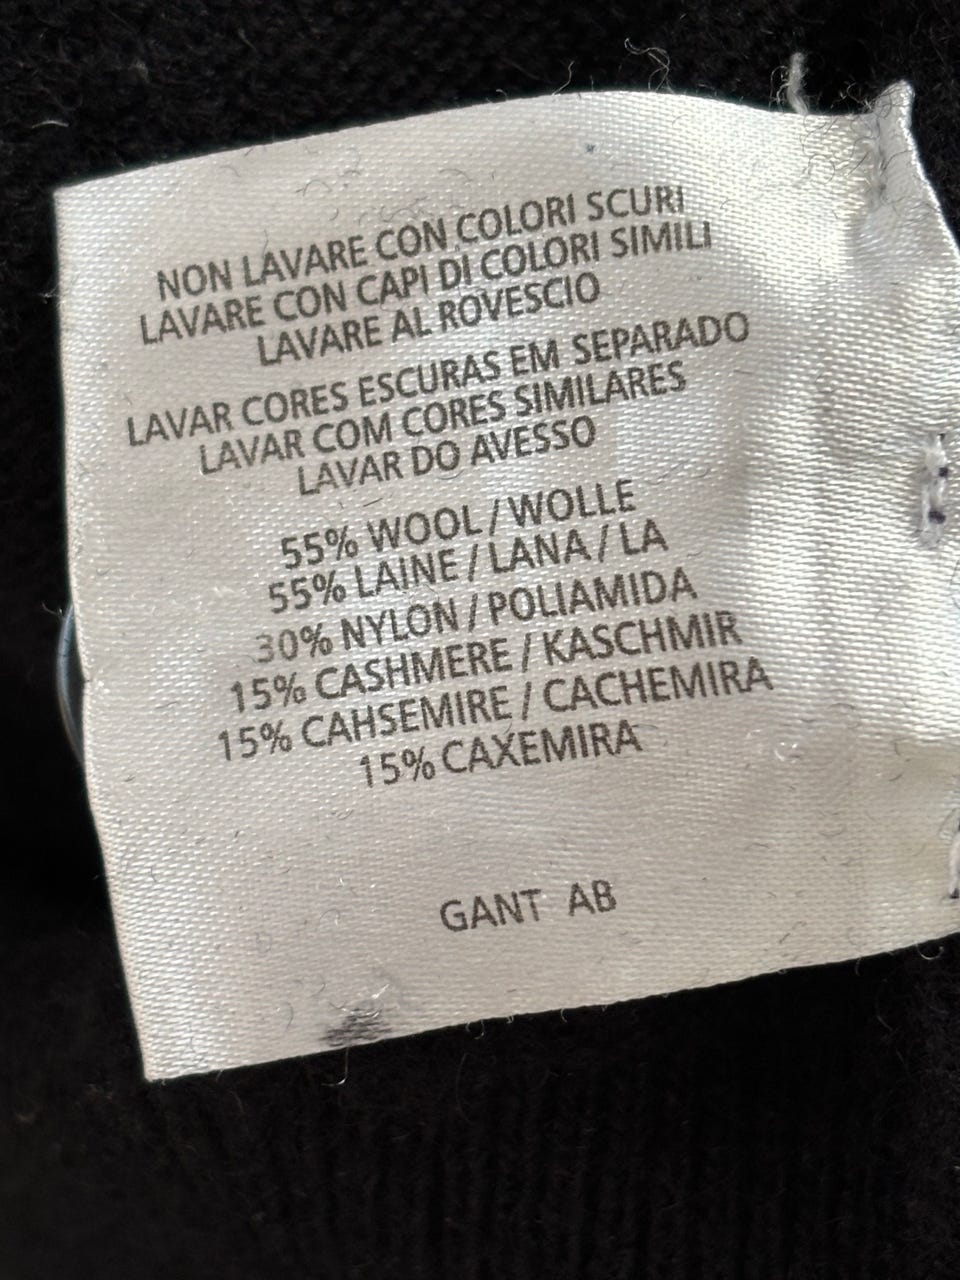 NON LAVARE CON COLORI SCURI
LAVARE CON CAPI DI COLORI SIMILI
LAVARE AL ROVESCIO
LAVAR CORES ESCURAS EM SEPARADO
LAVAR COM CORES SIMILARES
LAVAR DO AVESSO
55% WOOL / WOLLE
55% LAINE / LANA / LA
30% NYLON / POLIAMIDA
15% CASHMERE / KASCHMIR
15% CAHSEMIRE / CACHEMIRA
15% CAXEMIRA
GANT AB